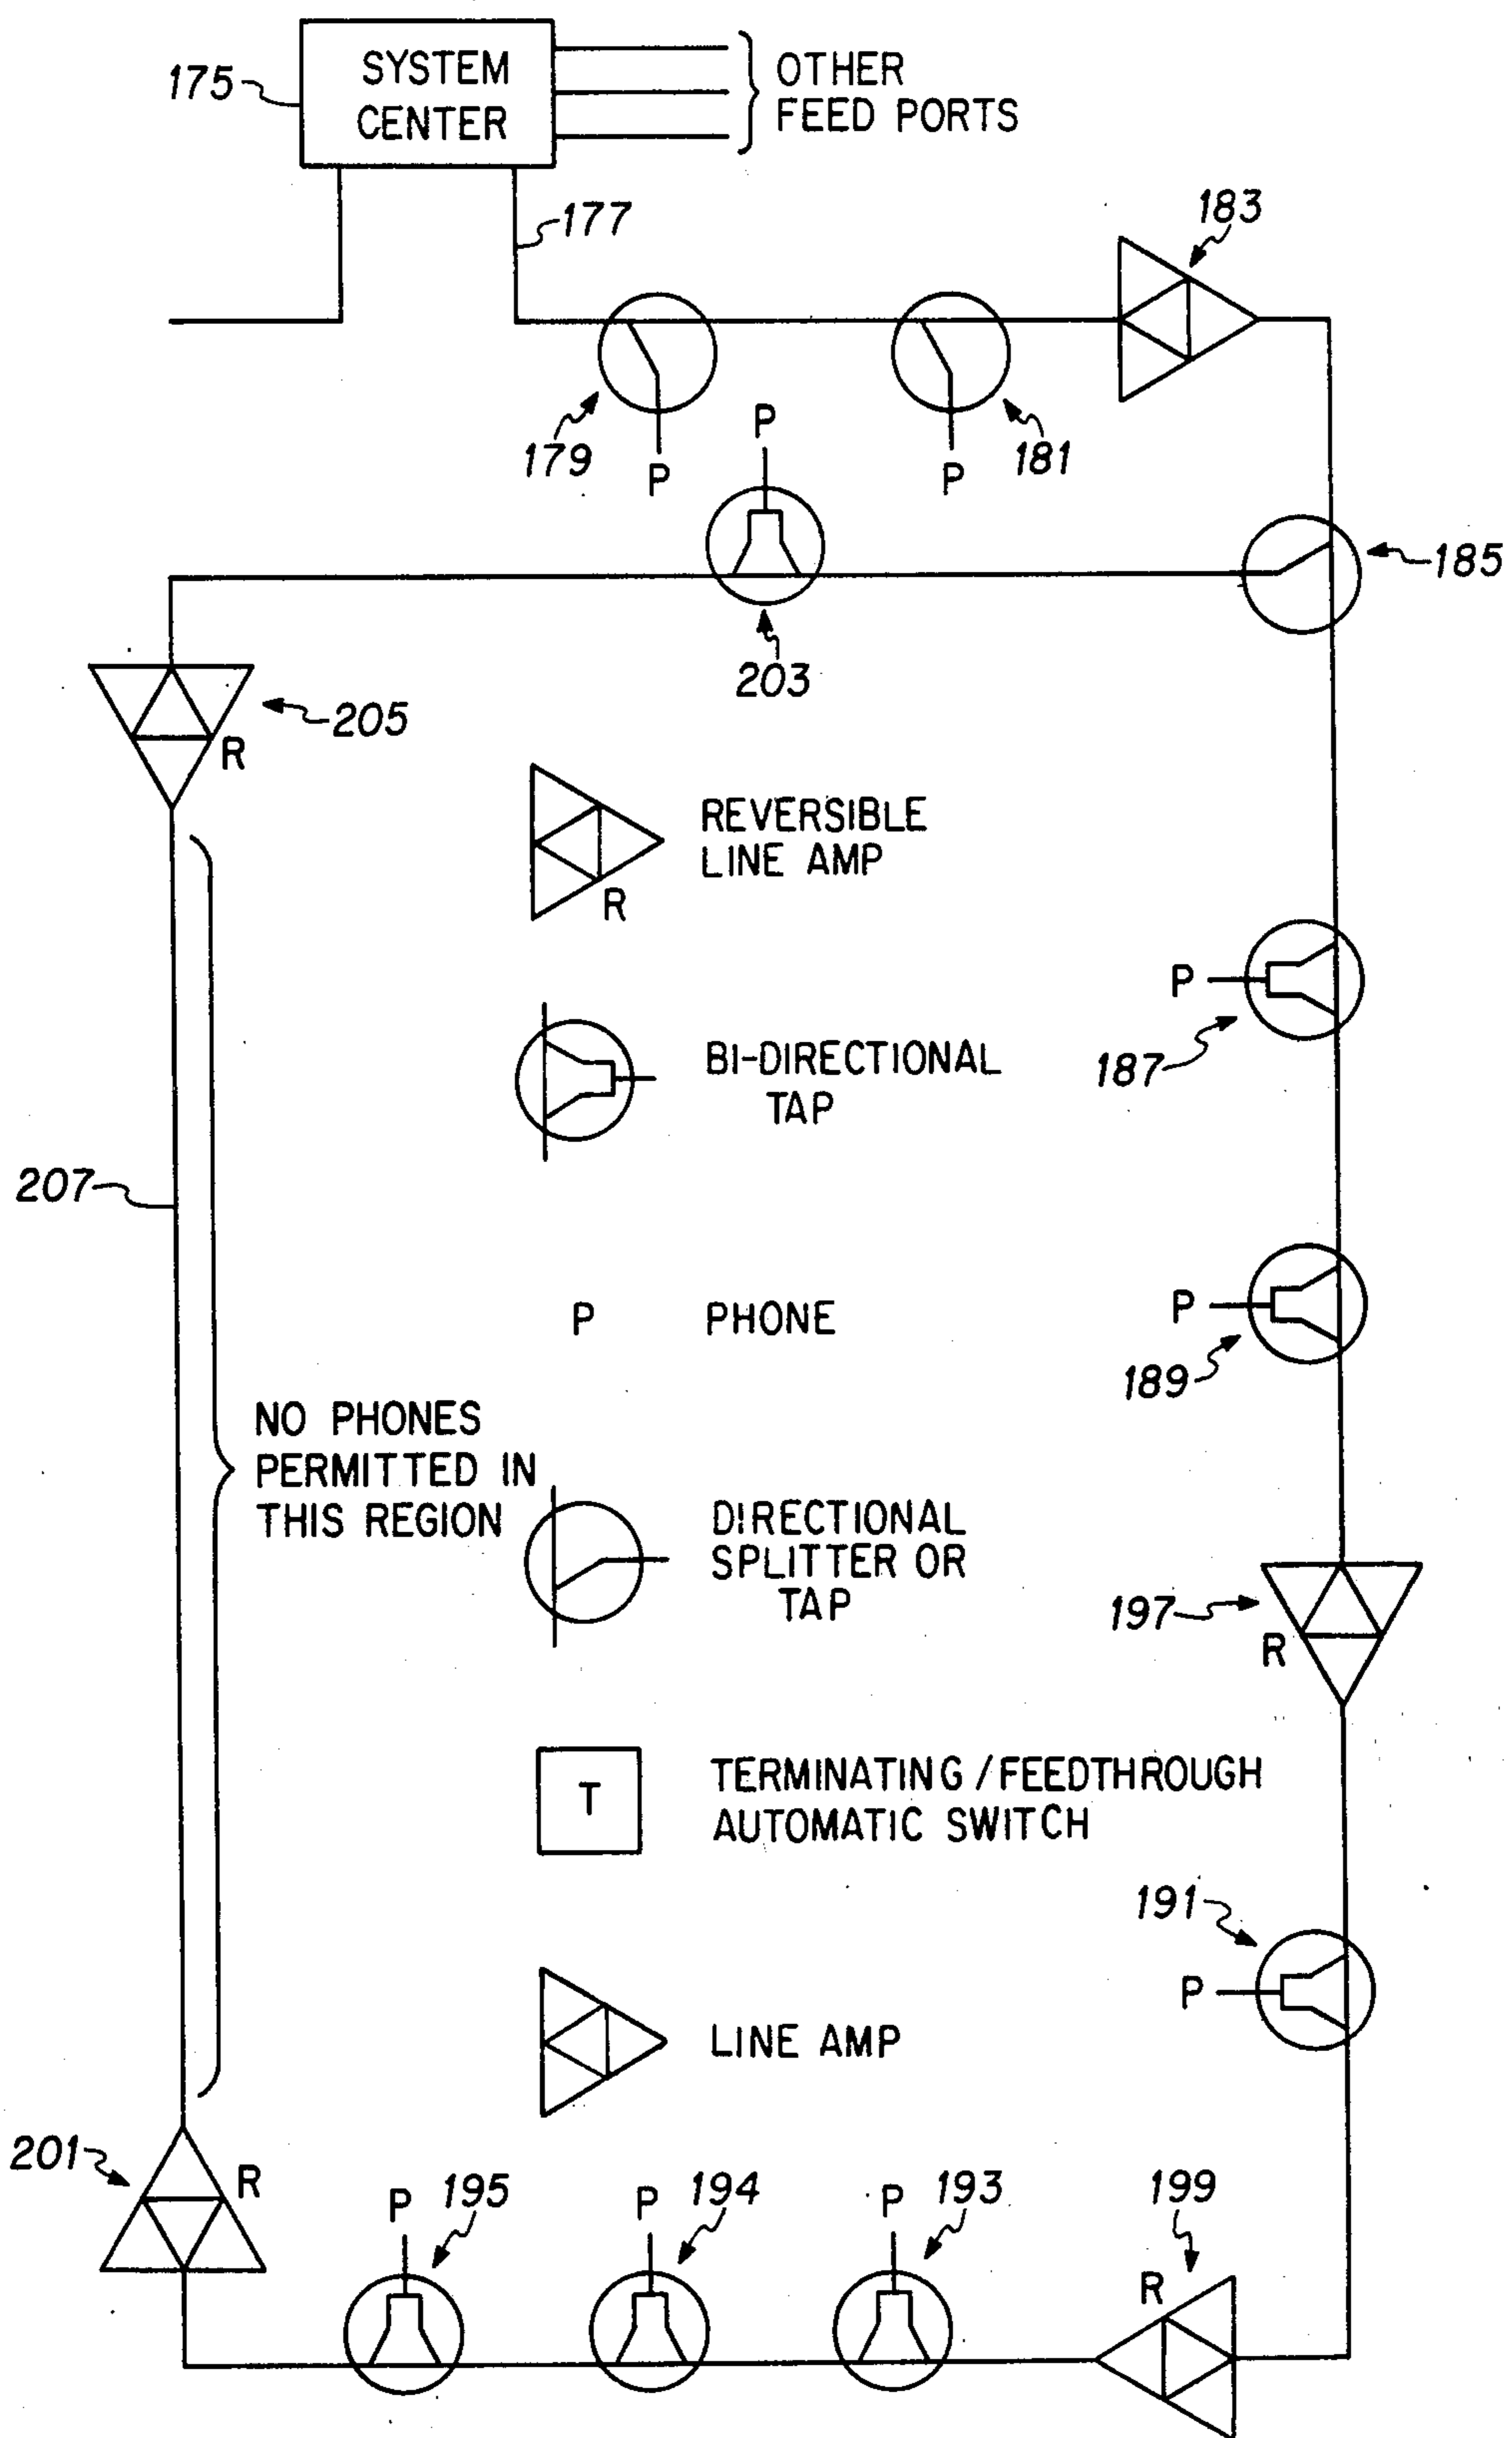 SYSTEM
CENTER
175
OTHER
FEED PORTS
177
183
179
P
P
181
P
185
203
205
R
REVERSIBLE
LINE AMP
R
P
187
BI-DIRECTIONAL
TAP
207
P
PHONE
P
189
NO PHONES
PERMITTED IN
THIS REGION
DIRECTIONAL
SPLITTER OR
TAP
197
R
T
TERMINATING / FEEDTHROUGH
AUTOMATIC SWITCH
191
P
LINE AMP
201
R
P
195
P
194
P
193
199
R